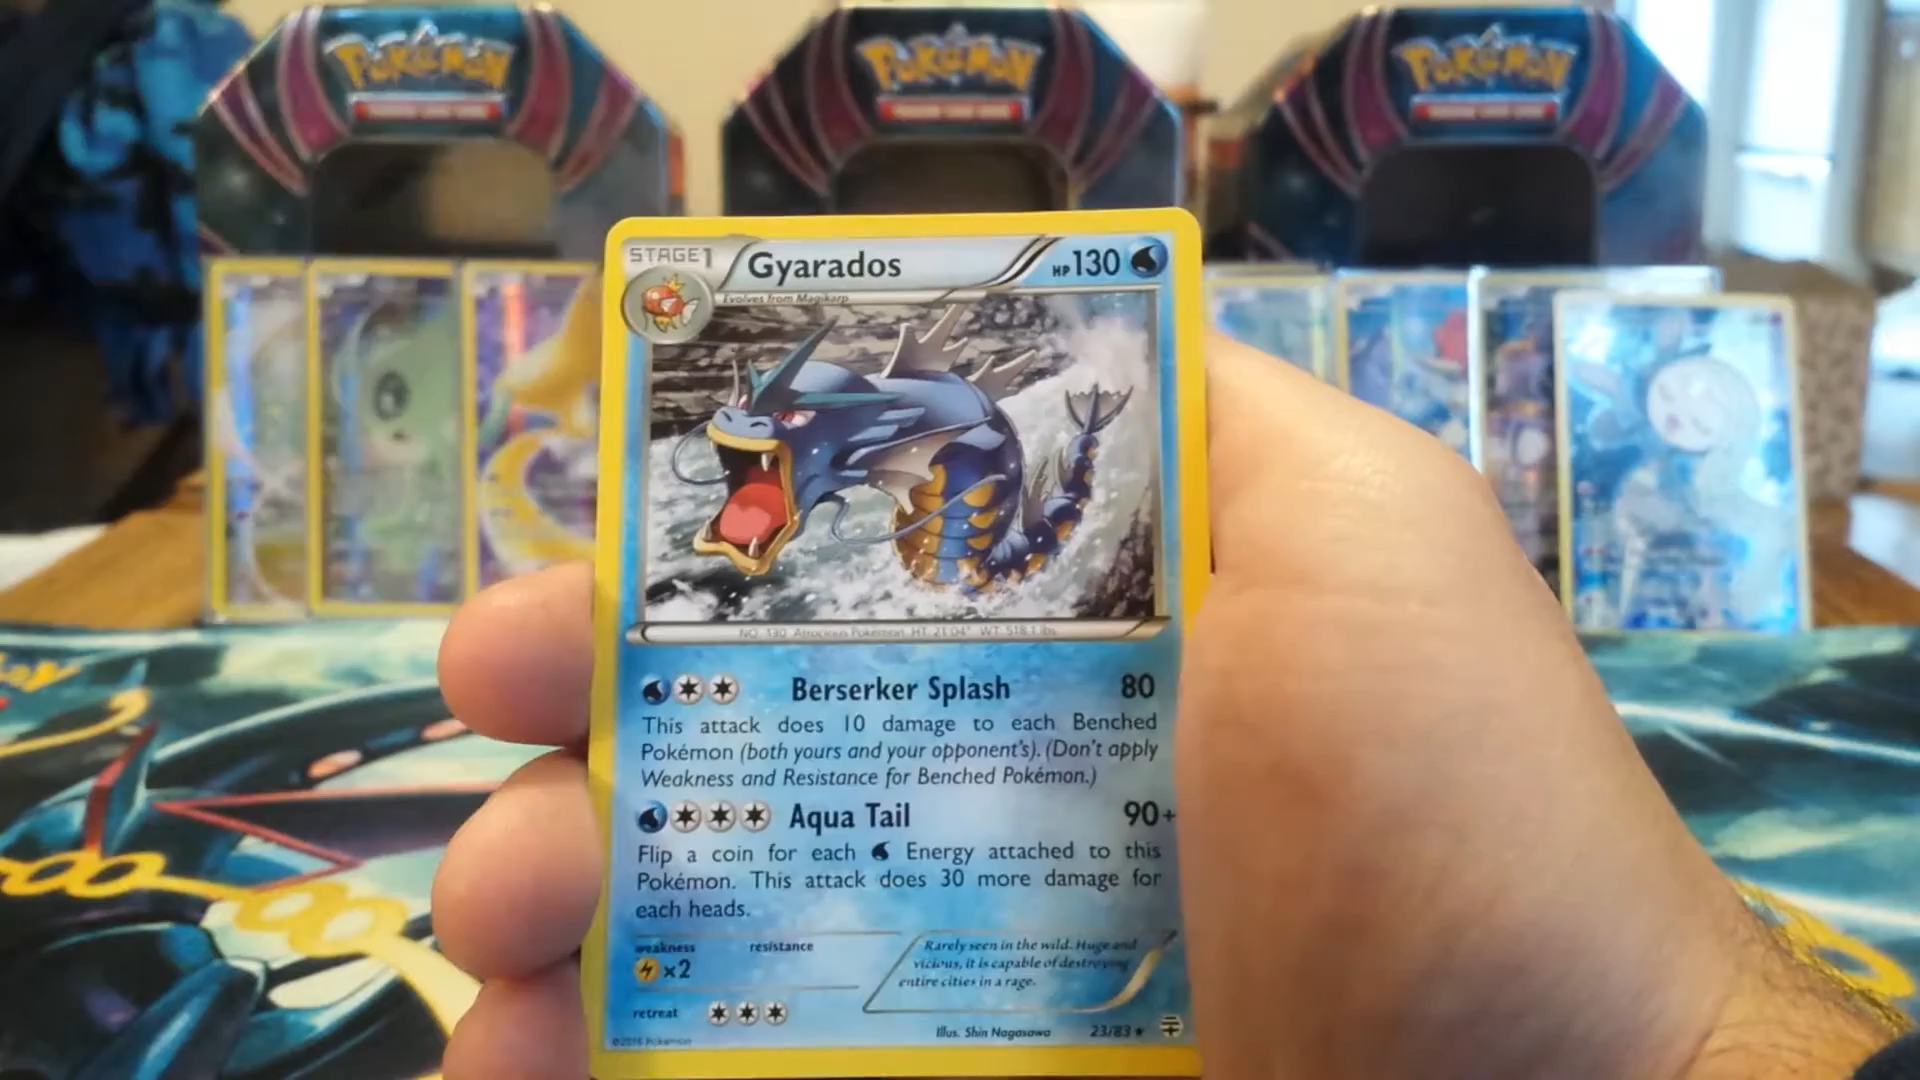 POKéMON
POKéMON
POKéMON
STAGE1
Gyarados
HP 130
Evolves from Magikarp
NO. 130 Atrocious Pokémon HT: 21'04" WT: 518.1 lbs.
Berserker Splash 80
This attack does 10 damage to each Benched
Pokémon (both yours and your opponent's). (Don't apply
Weakness and Resistance for Benched Pokémon.)
Aqua Tail 90+
Flip a coin for each Energy attached to this
Pokémon. This attack does 30 more damage for
each heads.
weakness resistance
×2
Rarely seen in the wild. Huge and
vicious, it is capable of destroying
entire cities in a rage.
retreat
Illus. Shin Nagasawa 23/83 ★
©2016 Pokémon